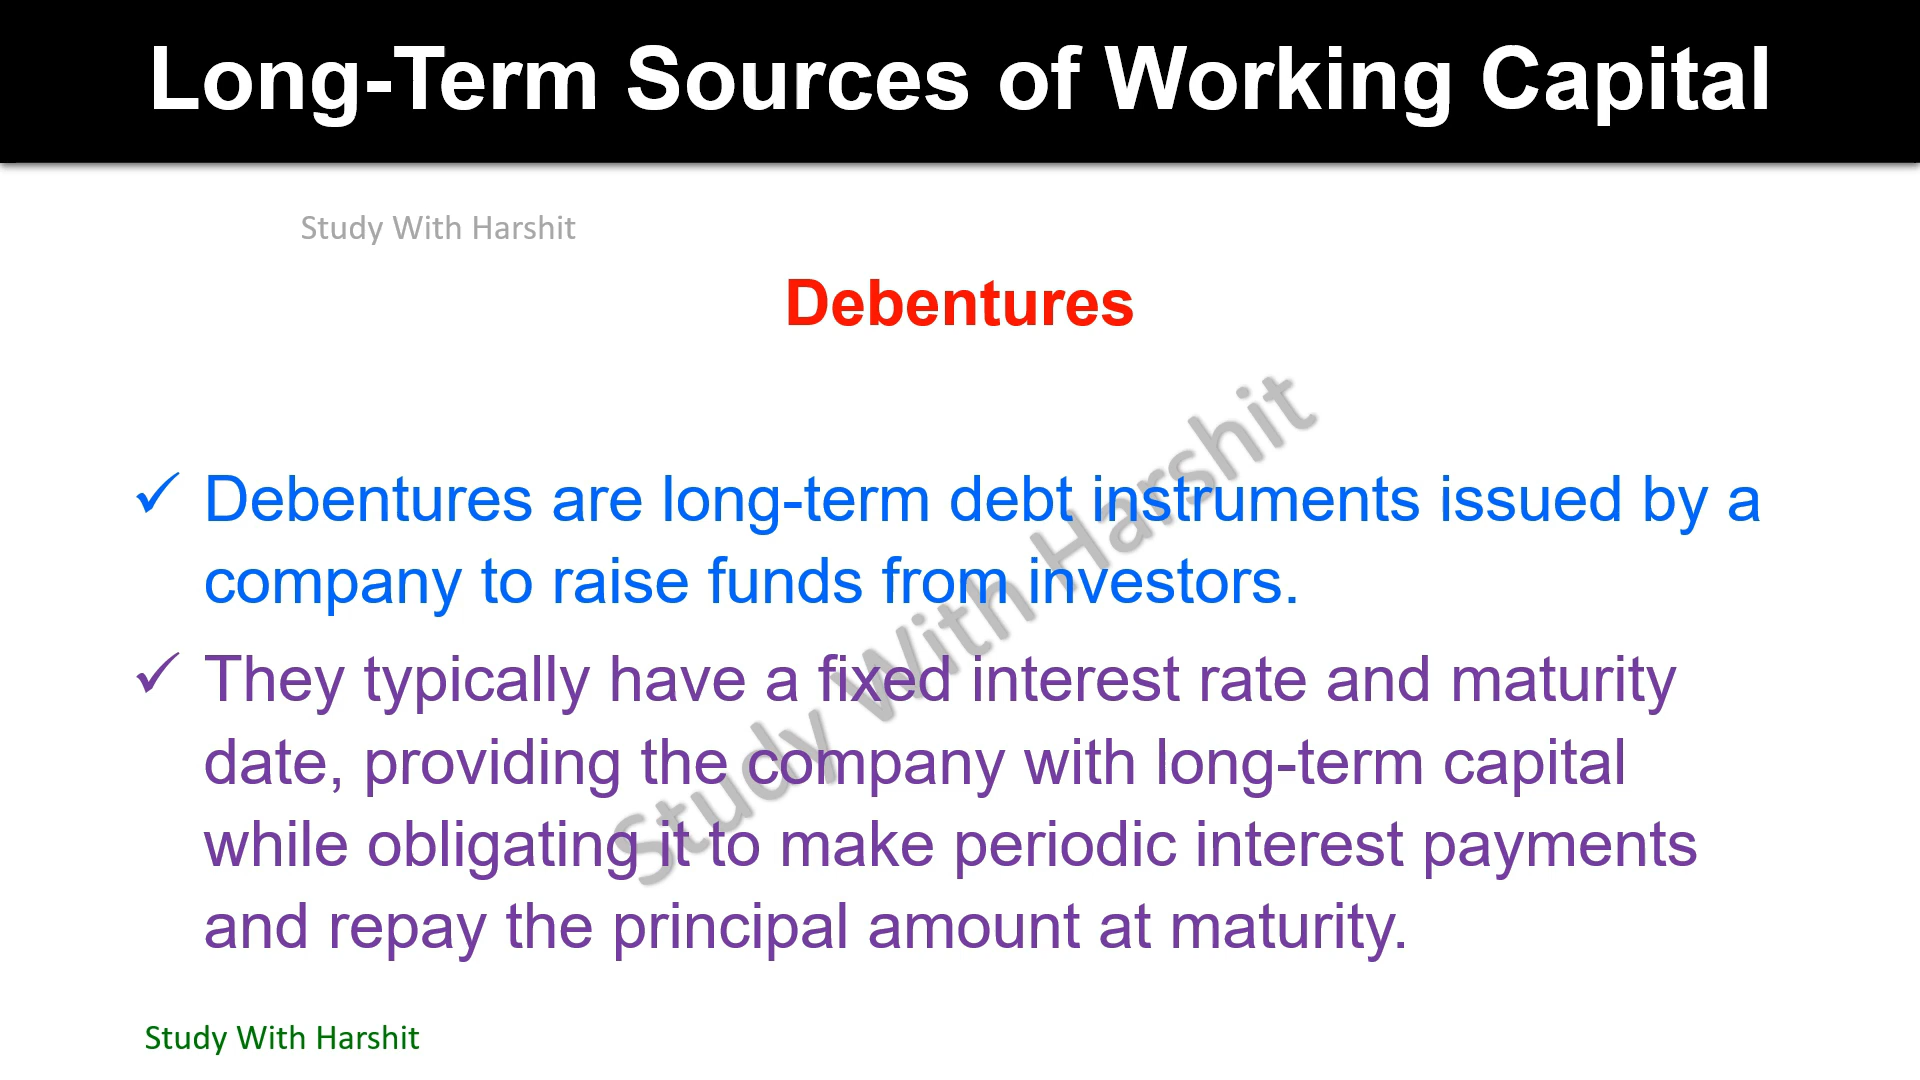 Long-Term Sources of Working Capital
Study With Harshit
Debentures
Study With Harshit
✓ Debentures are long-term debt instruments issued by a
company to raise funds from investors.
✓ They typically have a fixed interest rate and maturity
date, providing the company with long-term capital
while obligating it to make periodic interest payments
and repay the principal amount at maturity.
Study With Harshit